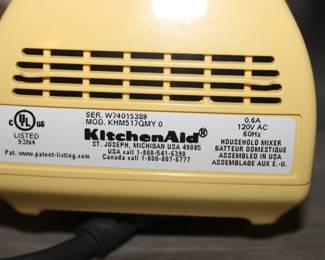 SER. W74015389
MOD. KHM517GMY 0
KitchenAid®
ST. JOSEPH, MICHIGAN USA 49085
USA call 1-800-541-6390
Canada call 1-800-807-6777
C UL US
LISTED
93N4
Pat. www.patent-listing.com
0.6A
120V AC
60Hz
HOUSEHOLD MIXER
BATTEUR DOMESTIQUE
ASSEMBLED IN USA
ASSEMBLAGE AUX É.-U.